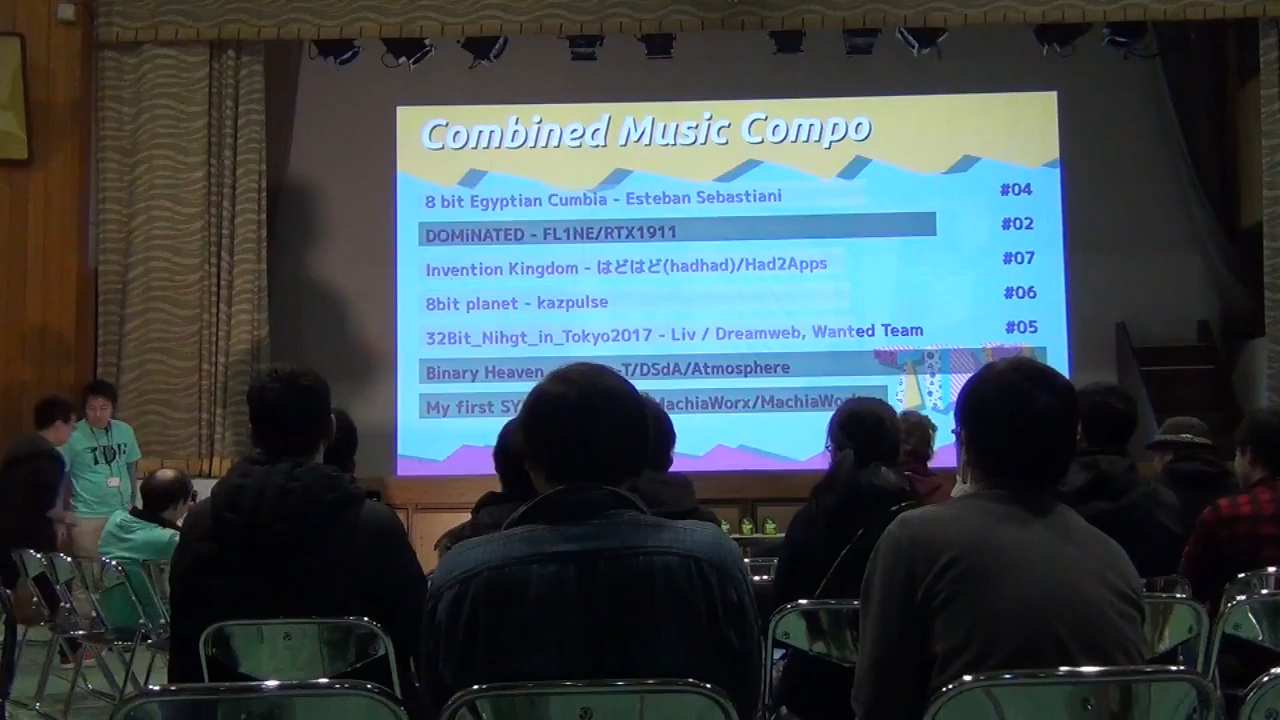 Combined Music Compo
8 bit Egyptian Cumbia - Esteban Sebastiani #04
DOMiNATED - FL1NE/RTX1911 #02
Invention Kingdom - はどはど(hadhad)/Had2Apps #07
8bit planet - kazpulse #06
32Bit_Nihgt_in_Tokyo2017 - Liv / Dreamweb, Wanted Team #05
Binary Heaven -T/DSdA/Atmosphere
My first MachiaWorx/
TDF